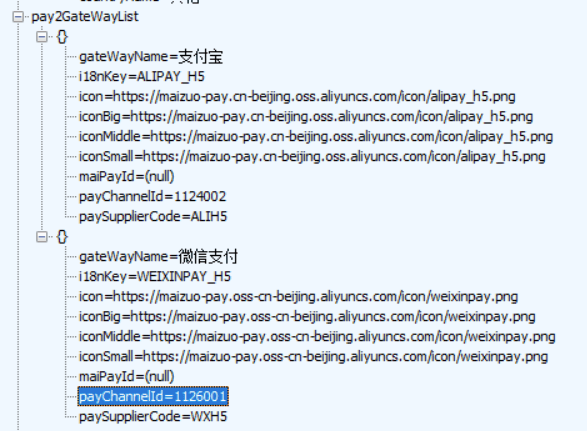 pay2GateWayList
{}
gateWayName=支付宝
i18nKey=ALIPAY_H5
icon=https://maizuo-pay.cn-beijing.oss.aliyuncs.com/icon/alipay_h5.png
iconBig=https://maizuo-pay.cn-beijing.oss.aliyuncs.com/icon/alipay_h5.png
iconMiddle=https://maizuo-pay.cn-beijing.oss.aliyuncs.com/icon/alipay_h5.png
iconSmall=https://maizuo-pay.cn-beijing.oss.aliyuncs.com/icon/alipay_h5.png
maiPayId=(null)
payChannelId=1124002
paySupplierCode=ALIH5
{}
gateWayName=微信支付
i18nKey=WEIXINPAY_H5
icon=https://maizuo-pay.oss-cn-beijing.aliyuncs.com/icon/weixinpay.png
iconBig=https://maizuo-pay.oss-cn-beijing.aliyuncs.com/icon/weixinpay.png
iconMiddle=https://maizuo-pay.oss-cn-beijing.aliyuncs.com/icon/weixinpay.png
iconSmall=https://maizuo-pay.oss-cn-beijing.aliyuncs.com/icon/weixinpay.png
maiPayId=(null)
payChannelId=1126001
paySupplierCode=WXH5